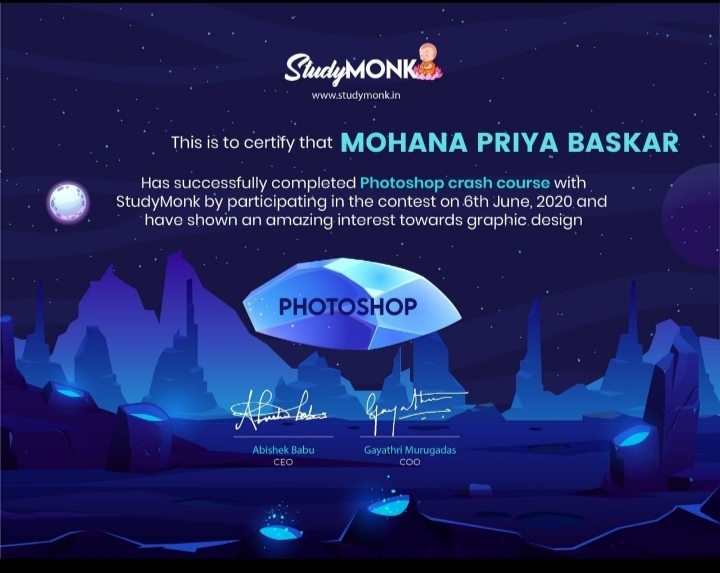 StudyMONK
www.studymonk.in
This is to certify that MOHANA PRIYA BASKAR
Has successfully completed Photoshop crash course with
StudyMonk by participating in the contest on 6th June, 2020 and
have shown an amazing interest towards graphic design
PHOTOSHOP
Abishek Babu
Gayathri Murugadas
CEO
COO